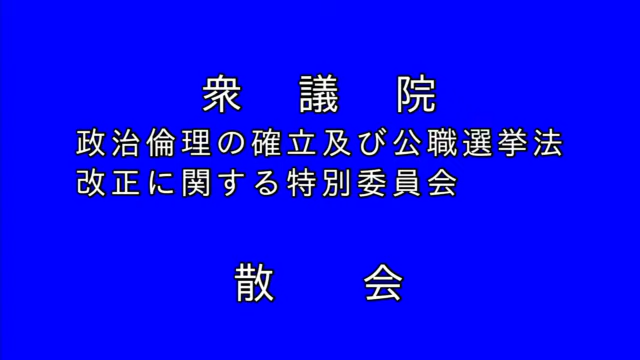 衆議院
政治倫理の確立及び公職選挙法
改正に関する特別委員会
散会